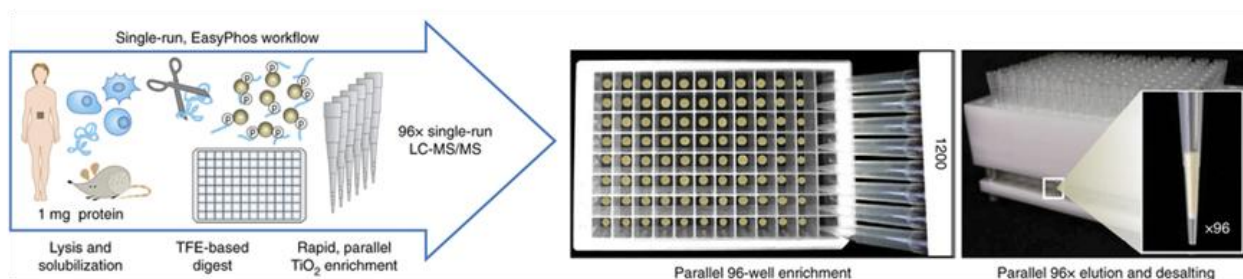 Single-run, EasyPhos workflow
P
P
P
P
P
P
P
P
P
96× single-run
LC-MS/MS
1 mg protein
Lysis and
solubilization
TFE-based
digest
Rapid, parallel
TiO₂ enrichment
1200
Parallel 96-well enrichment
×96
Parallel 96× elution and desalting